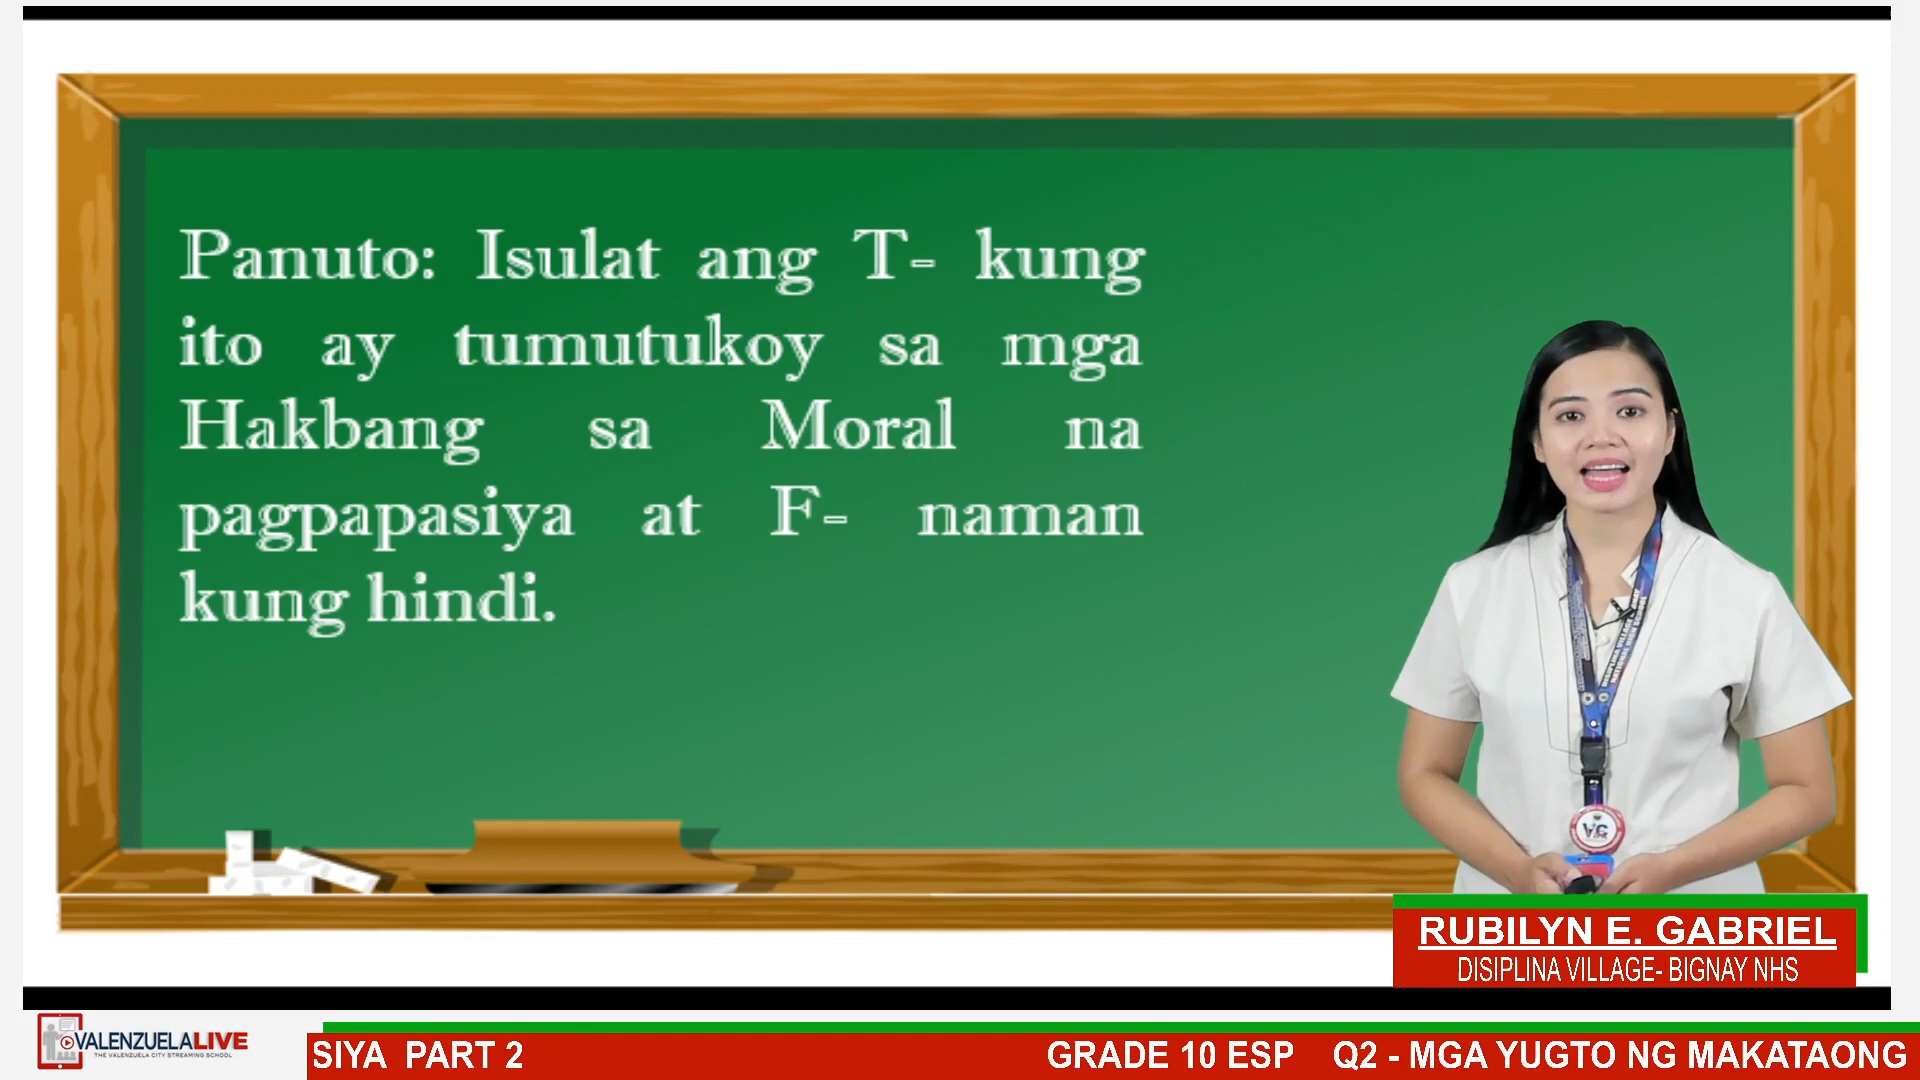 Panuto: Isulat ang T- kung
ito ay tumutukoy sa mga
Hakbang sa Moral na
pagpapasiya at F- naman
kung hindi.
RUBILYN E. GABRIEL
DISIPLINA VILLAGE- BIGNAY NHS
VALENZUELALIVE
THE VALENZUELA CITY STREAMING SCHOOL
SIYA PART 2 GRADE 10 ESP Q2 - MGA YUGTO NG MAKATAONG